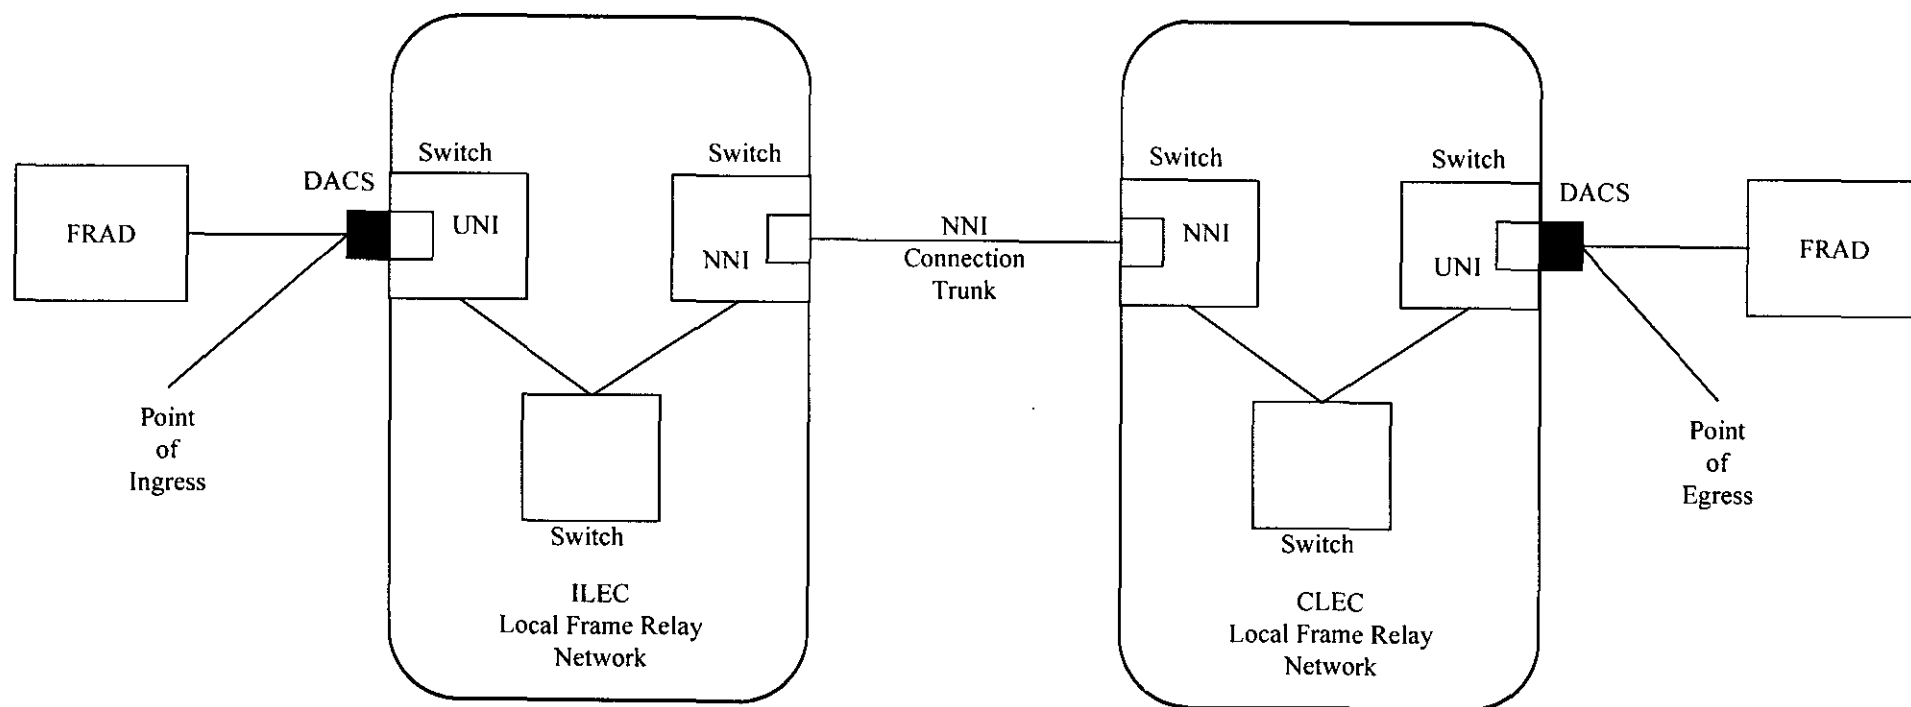 Switch
Switch
Switch
Switch
DACS
DACS
FRAD
UNI
NNI
NNI
Connection
Trunk
NNI
UNI
FRAD
Point
of
Ingress
Point
of
Egress
Switch
Switch
ILEC
Local Frame Relay
Network
CLEC
Local Frame Relay
Network